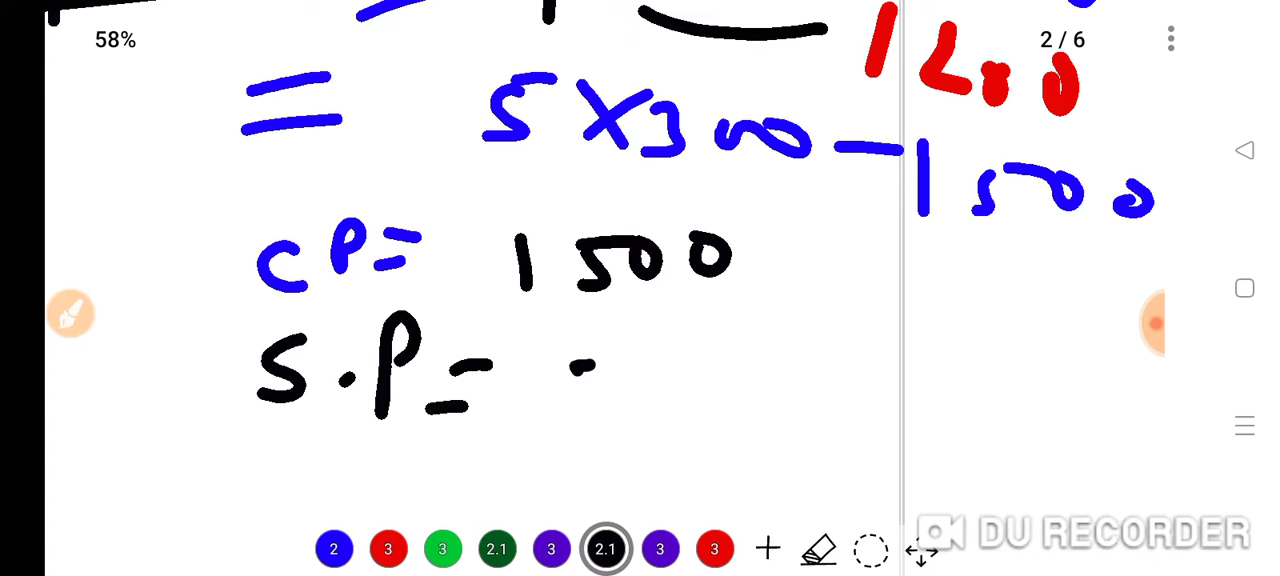 58%
2 / 6
1200
= 5 X 300 - 1500
CP = 1500
S.P =
2 3 3 2.1 3 2.1 3 3
DU RECORDER